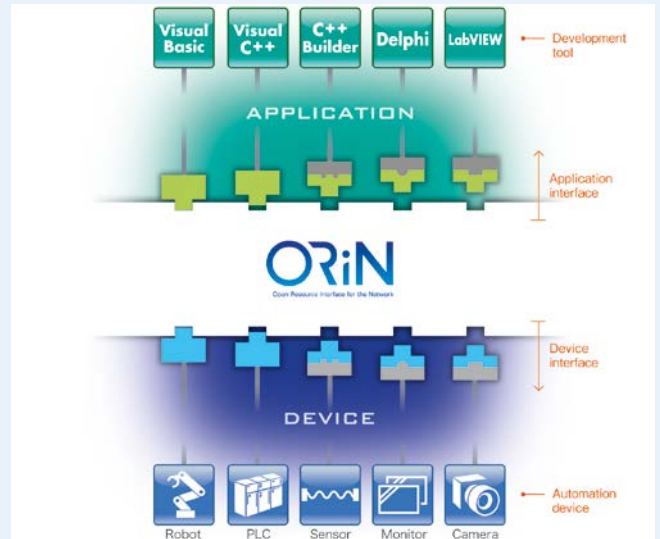 Visual
Basic
Visual
C++
C++
Builder
Delphi
LabVIEW
Development
tool
APPLICATION
Application
interface
ORiN
Open Resource Interface for the Network
Device
interface
DEVICE
Automation
device
Robot
PLC
Sensor
Monitor
Camera